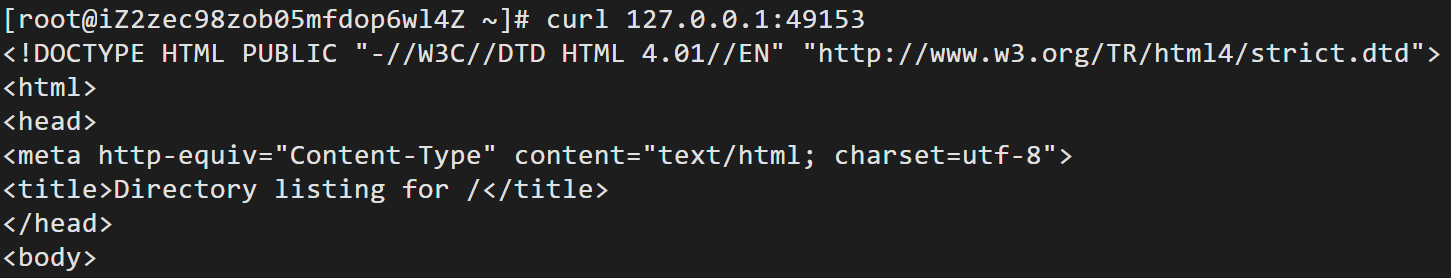 [root@iZ2zec98zob05mfdop6wl4Z ~]# curl 127.0.0.1:49153
<!DOCTYPE HTML PUBLIC "-//W3C//DTD HTML 4.01//EN" "http://www.w3.org/TR/html4/strict.dtd">
<html>
<head>
<meta http-equiv="Content-Type" content="text/html; charset=utf-8">
<title>Directory listing for /</title>
</head>
<body>